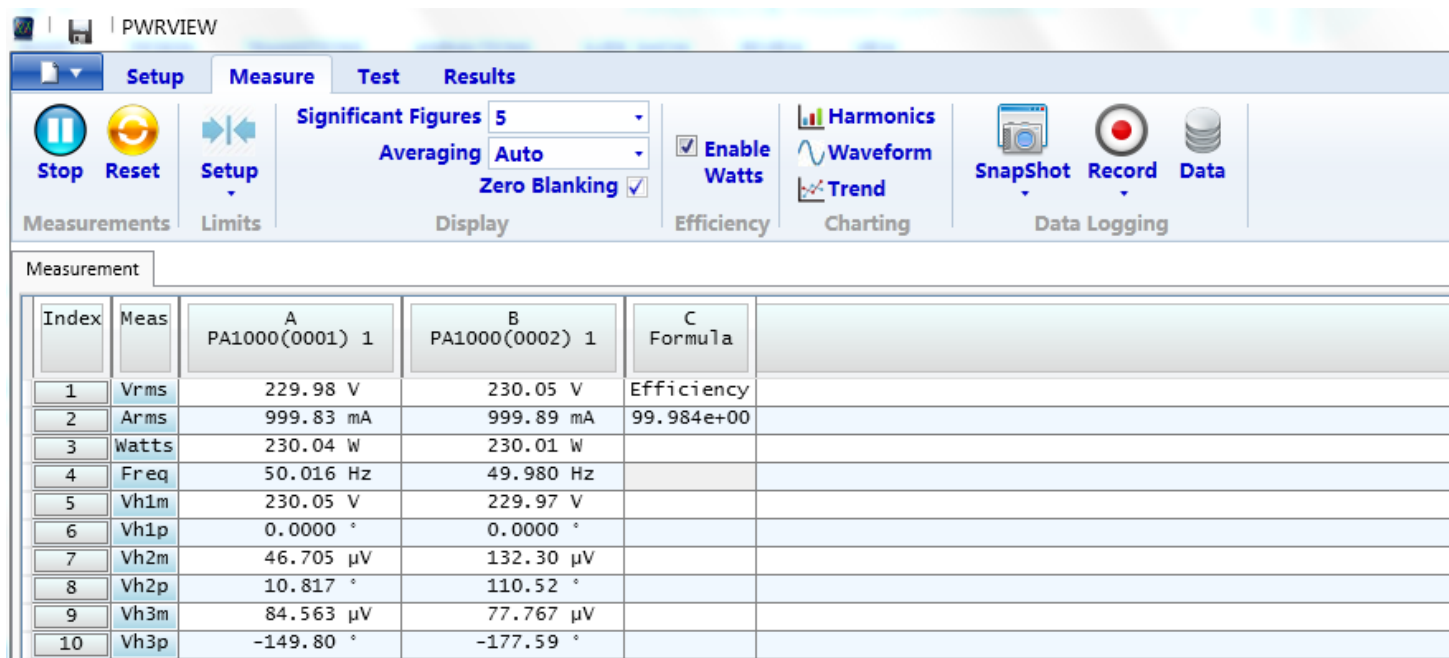 PWRVIEW
Setup Measure Test Results
Stop Reset Setup
Significant Figures 5
Averaging Auto
Zero Blanking
Enable
Watts
Harmonics
Waveform
Trend
SnapShot Record Data
Measurements Limits Display Efficiency Charting Data Logging
Measurement
Index Meas A B C
PA1000(0001) 1 PA1000(0002) 1 Formula
1 Vrms 229.98 V 230.05 V Efficiency
2 Arms 999.83 mA 999.89 mA 99.984e+00
3 Watts 230.04 W 230.01 W
4 Freq 50.016 Hz 49.980 Hz
5 Vh1m 230.05 V 229.97 V
6 Vh1p 0.0000 ° 0.0000 °
7 Vh2m 46.705 µV 132.30 µV
8 Vh2p 10.817 ° 110.52 °
9 Vh3m 84.563 µV 77.767 µV
10 Vh3p -149.80 ° -177.59 °